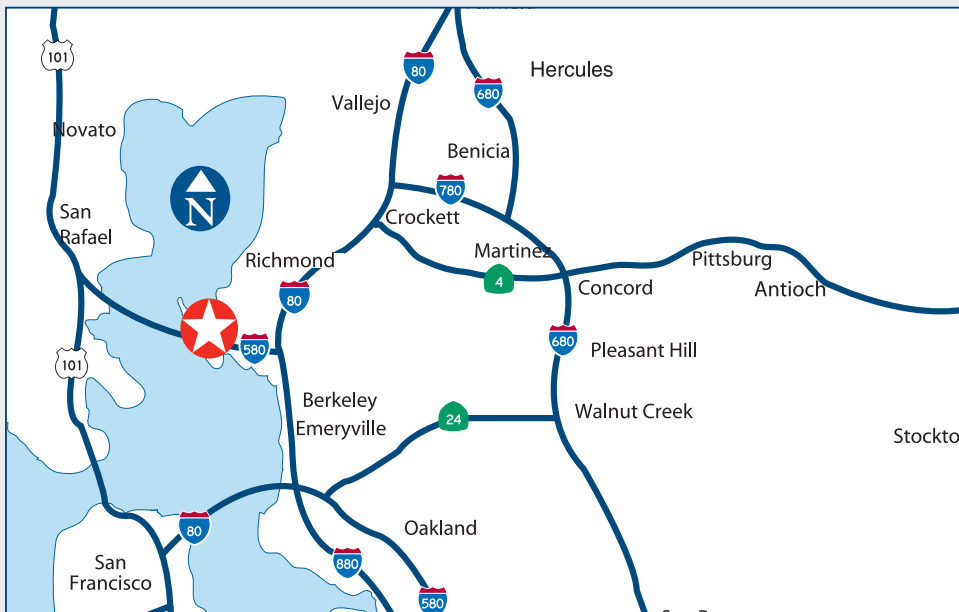 101
80
Hercules
680
Vallejo
Novato
Benicia
780
N
San
Rafael
Crockett
Martinez
Richmond
4
Pittsburg
Concord
Antioch
80
580
680
Pleasant Hill
101
Berkeley
Emeryville
24
Walnut Creek
Stockto
80
Oakland
San
Francisco
880
580